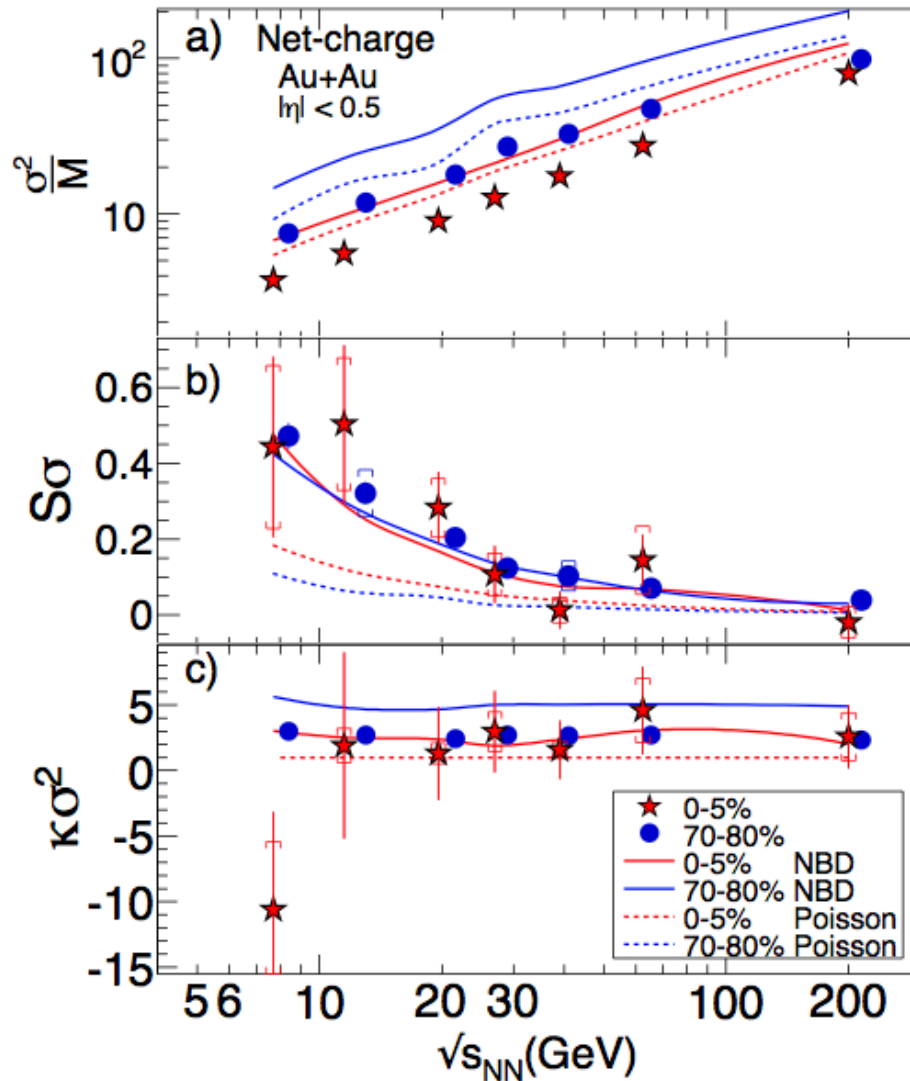 a) Net-charge
Au+Au
|η| < 0.5
10²
10
σ²/M
b)
0.6
0.4
0.2
0
Sσ
c)
5
0
-5
-10
-15
κσ²
0-5%
70-80%
0-5% NBD
70-80% NBD
0-5% Poisson
70-80% Poisson
5 6 10 20 30 100 200
√sNN(GeV)